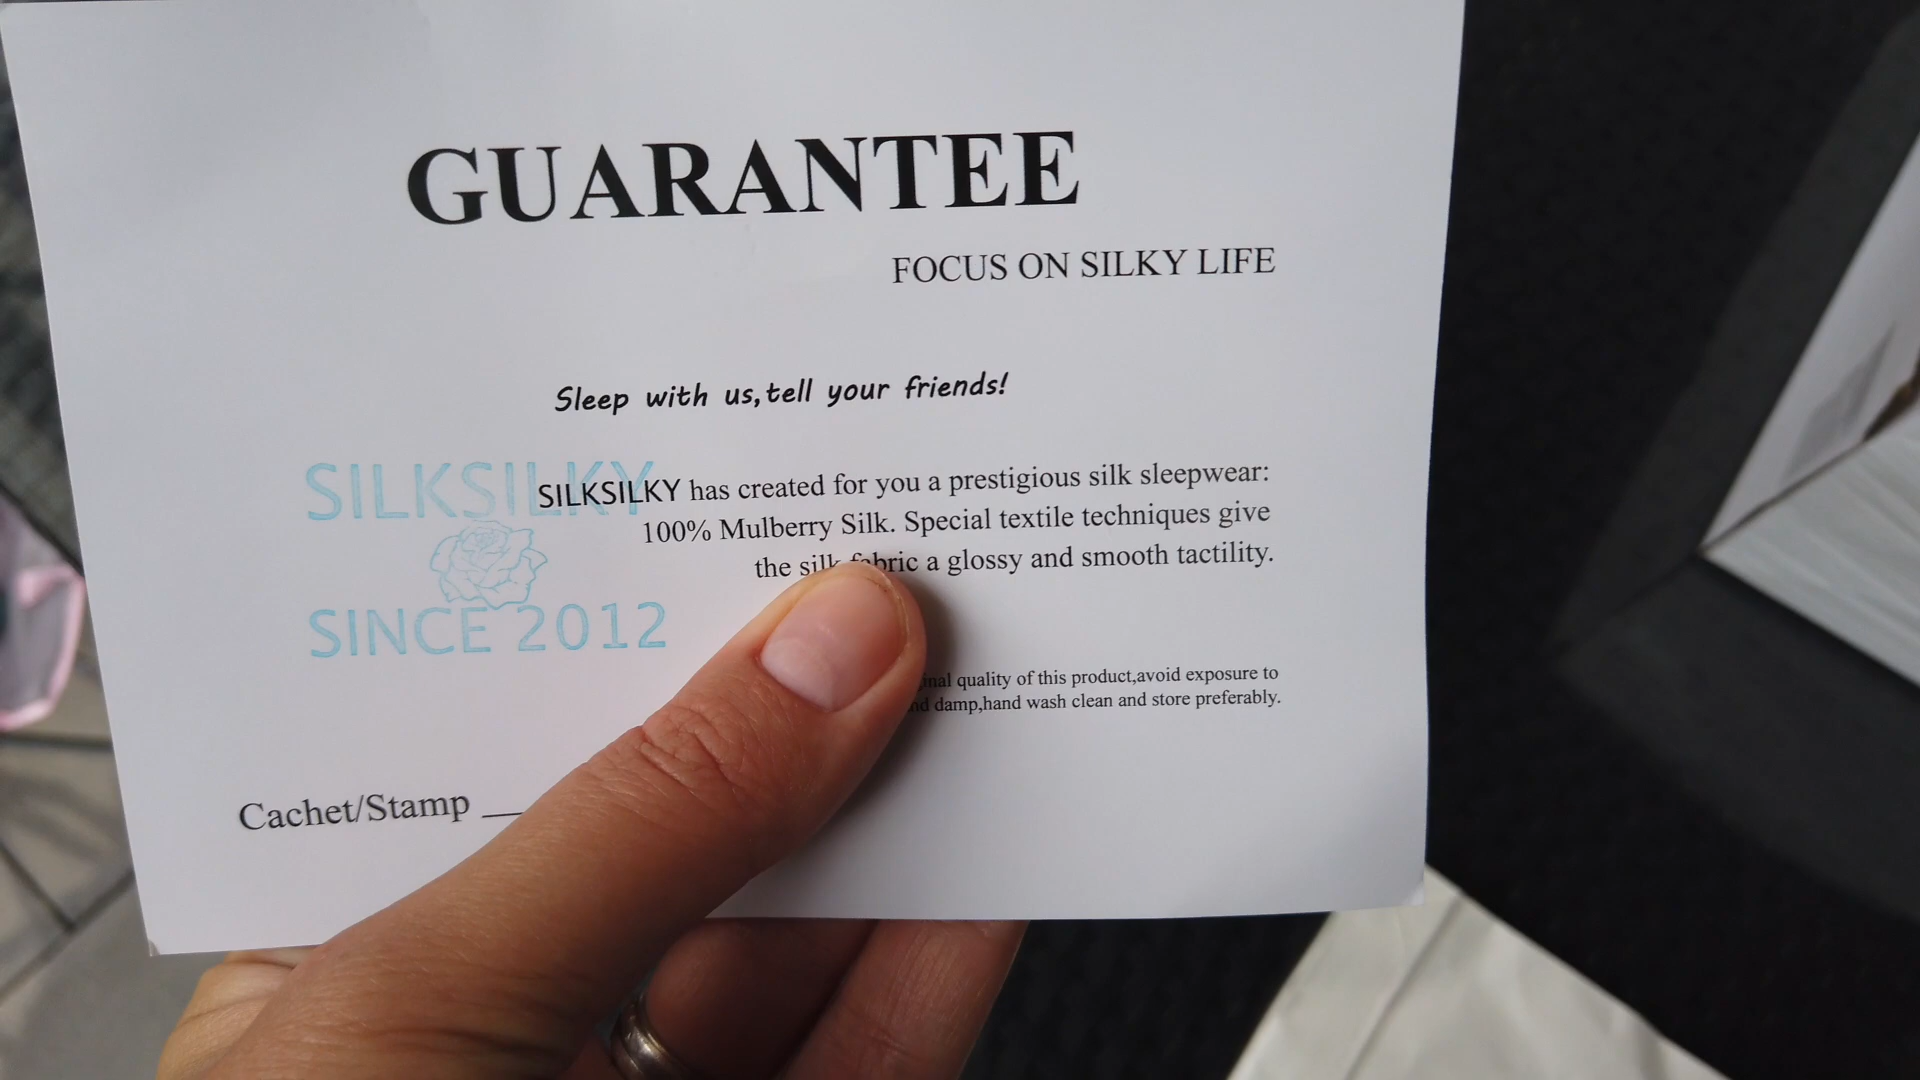 GUARANTEE
FOCUS ON SILKY LIFE
Sleep with us,tell your friends!
SILKSILKY
SINCE 2012
SILKSILKY has created for you a prestigious silk sleepwear:
100% Mulberry Silk. Special textile techniques give
the silk fabric a glossy and smooth tactility.
quality of this product,avoid exposure to
damp,hand wash clean and store preferably.
Cachet/Stamp